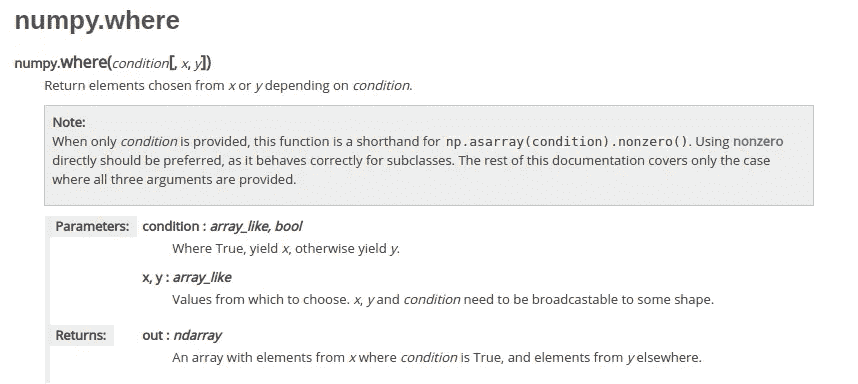 numpy.where
numpy.where(condition[, x, y])
Return elements chosen from x or y depending on condition.
Note:
When only condition is provided, this function is a shorthand for np.asarray(condition).nonzero(). Using nonzero
directly should be preferred, as it behaves correctly for subclasses. The rest of this documentation covers only the case
where all three arguments are provided.
Parameters: condition : array_like, bool
Where True, yield x, otherwise yield y.
x, y : array_like
Values from which to choose. x, y and condition need to be broadcastable to some shape.
Returns: out : ndarray
An array with elements from x where condition is True, and elements from y elsewhere.